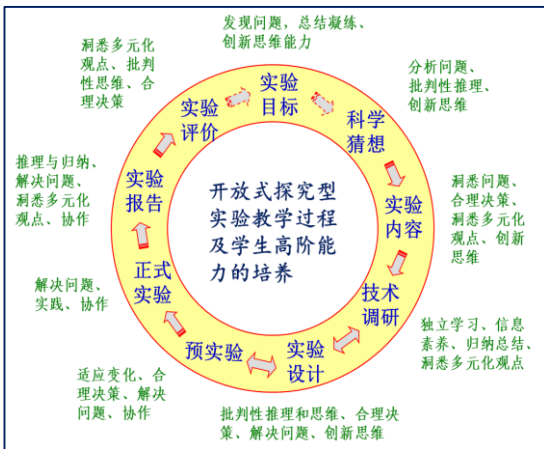 发现问题，总结凝练、
创新思维能力
实验
目标
分析问题、
批判性推理、
创新思维
科学
猜想
洞悉问题、
合理决策、
洞悉多元化
观点、创新
思维
实验
内容
独立学习、信息
素养、归纳总结、
洞悉多元化观点
技术
调研
批判性推理和思维、合理决
策、解决问题、创新思维
实验
设计
适应变化、合
理决策、解决
问题、协作
预实验
解决问题、
实践、协作
正式
实验
推理与归纳、
解决问题、
洞悉多元化
观点、协作
实验
报告
洞悉多元化
观点、批判
性思维、合
理决策
实验
评价
开放式探究型
实验教学过程
及学生高阶能
力的培养